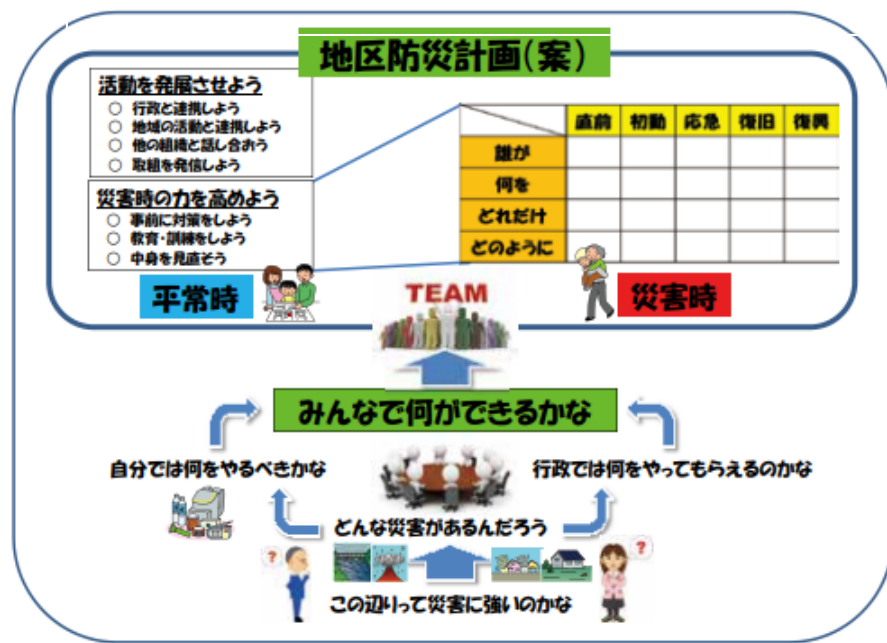 地区防災計画(案)
活動を発展させよう
○ 行政と連携しよう
○ 地域の活動と連携しよう
○ 他の組織と話し合おう
○ 取組を発信しよう
災害時の力を高めよう
○ 事前に対策をしよう
○ 教育・訓練をしよう
○ 中身を見直そう
平常時
直前 初動 応急 復旧 復興
誰が
何を
どれだけ
どのように
災害時
TEAM
みんなで何ができるかな
自分では何をやるべきかな
行政では何をやってもらえるのかな
どんな災害があるんだろう
?
?
この辺りって災害に強いのかな